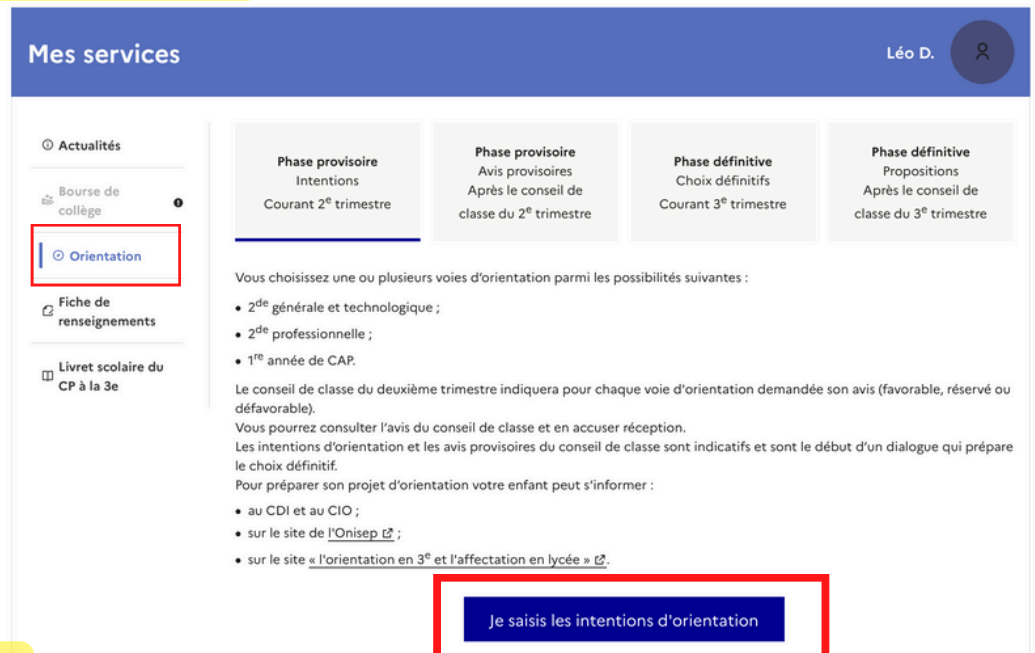 Mes services
Léo D.
Actualités
Bourse de
collège
Orientation
Fiche de
renseignements
Livret scolaire du
CP à la 3e
Phase provisoire
Intentions
Courant 2e trimestre
Phase provisoire
Avis provisoires
Après le conseil de
classe du 2e trimestre
Phase définitive
Choix définitifs
Courant 3e trimestre
Phase définitive
Propositions
Après le conseil de
classe du 3e trimestre
Vous choisissez une ou plusieurs voies d'orientation parmi les possibilités suivantes :
• 2de générale et technologique ;
• 2de professionnelle ;
• 1re année de CAP.
Le conseil de classe du deuxième trimestre indiquera pour chaque voie d'orientation demandée son avis (favorable, réservé ou
défavorable).
Vous pourrez consulter l'avis du conseil de classe et en accuser réception.
Les intentions d'orientation et les avis provisoires du conseil de classe sont indicatifs et sont le début d'un dialogue qui prépare
le choix définitif.
Pour préparer son projet d'orientation votre enfant peut s'informer :
• au CDI et au CIO ;
• sur le site de l'Onisep ;
• sur le site « l'orientation en 3e et l'affectation en lycée ».
Je saisis les intentions d'orientation